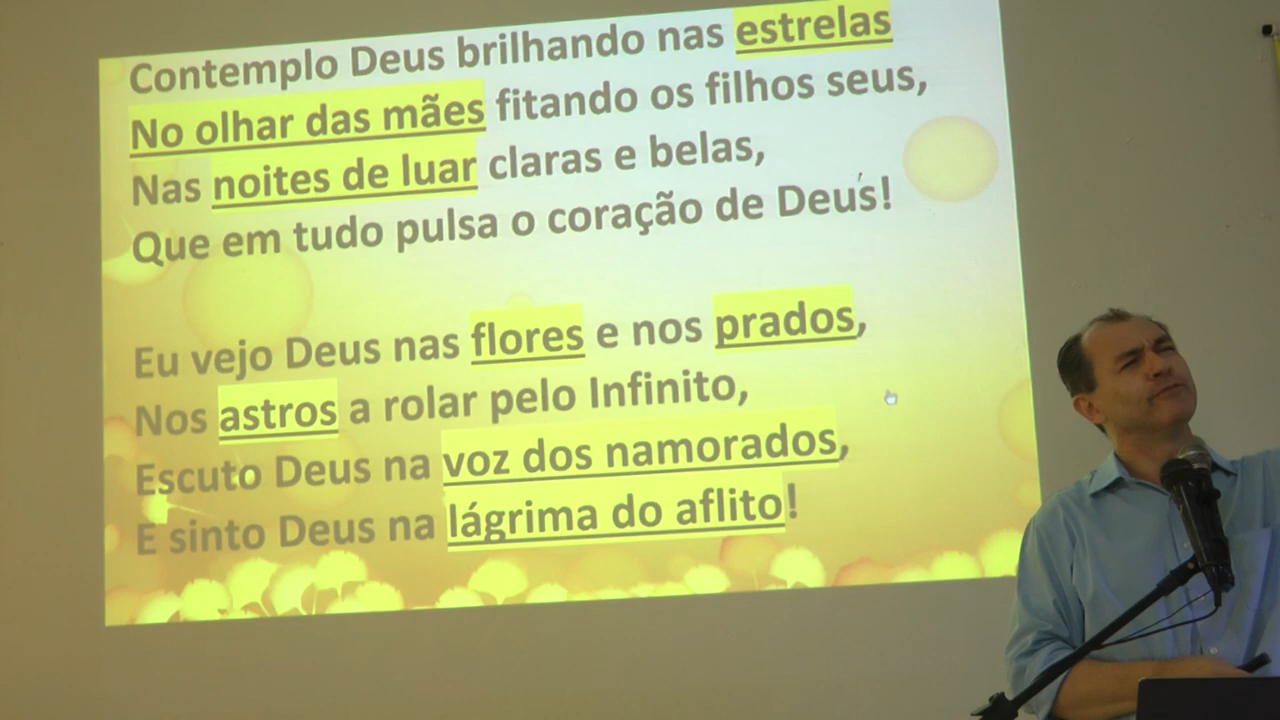 Contemplo Deus brilhando nas estrelas
No olhar das mães fitando os filhos seus,
Nas noites de luar claras e belas,
Que em tudo pulsa o coração de Deus!
Eu vejo Deus nas flores e nos prados,
Nos astros a rolar pelo Infinito,
Escuto Deus na voz dos namorados,
E sinto Deus na lágrima do aflito!